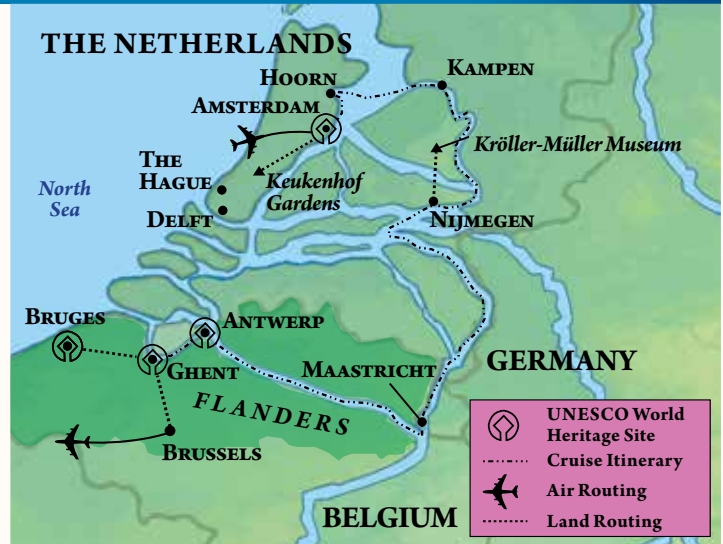 THE NETHERLANDS
HOORN
KAMPEN
AMSTERDAM
Kröller-Müller Museum
THE
HAGUE
Keukenhof
Gardens
North
Sea
DELFT
NIJMEGEN
BRUGES
ANTWERP
GHENT
MAASTRICHT
GERMANY
FLANDERS
BRUSSELS
BELGIUM
UNESCO World
Heritage Site
Cruise Itinerary
Air Routing
Land Routing